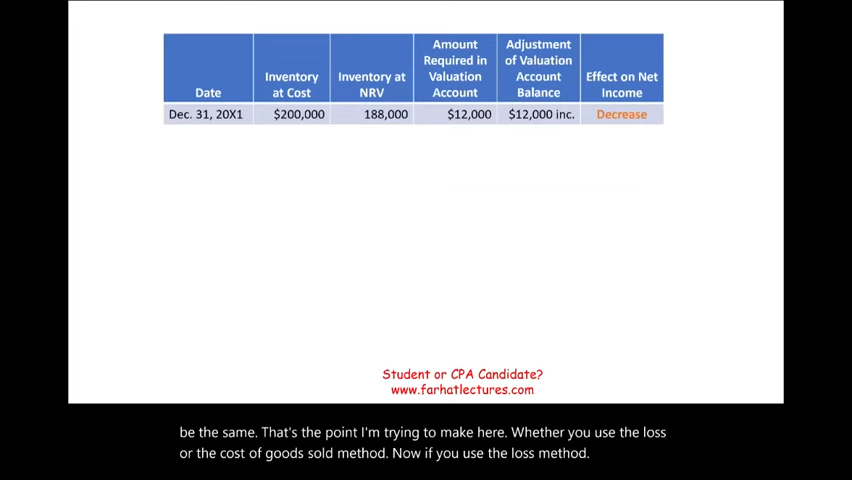 Date
Inventory
at Cost
Inventory at
NRV
Amount
Required in
Valuation
Account
Adjustment
of Valuation
Account
Balance
Effect on Net
Income
Dec. 31, 20X1 $200,000 188,000 $12,000 $12,000 inc. Decrease
Student or CPA Candidate?
www.farhatlectures.com
be the same. That's the point I'm trying to make here. Whether you use the loss
or the cost of goods sold method. Now if you use the loss method.